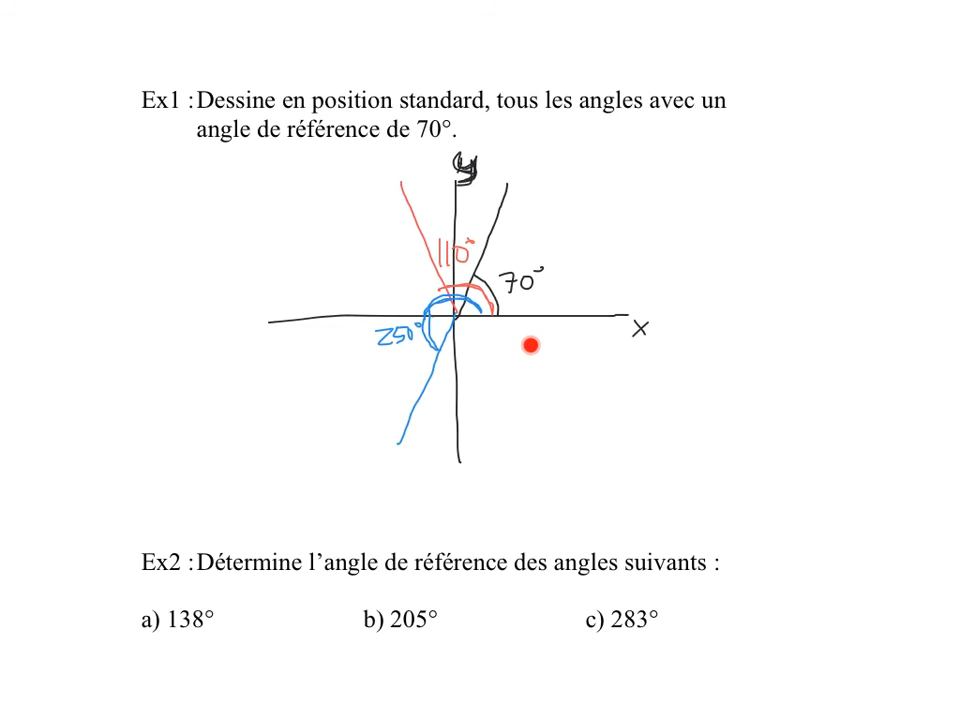 Ex1 : Dessine en position standard, tous les angles avec un
angle de référence de 70°.
y
110°
70°
250°
x
Ex2 : Détermine l’angle de référence des angles suivants :
a) 138° b) 205° c) 283°